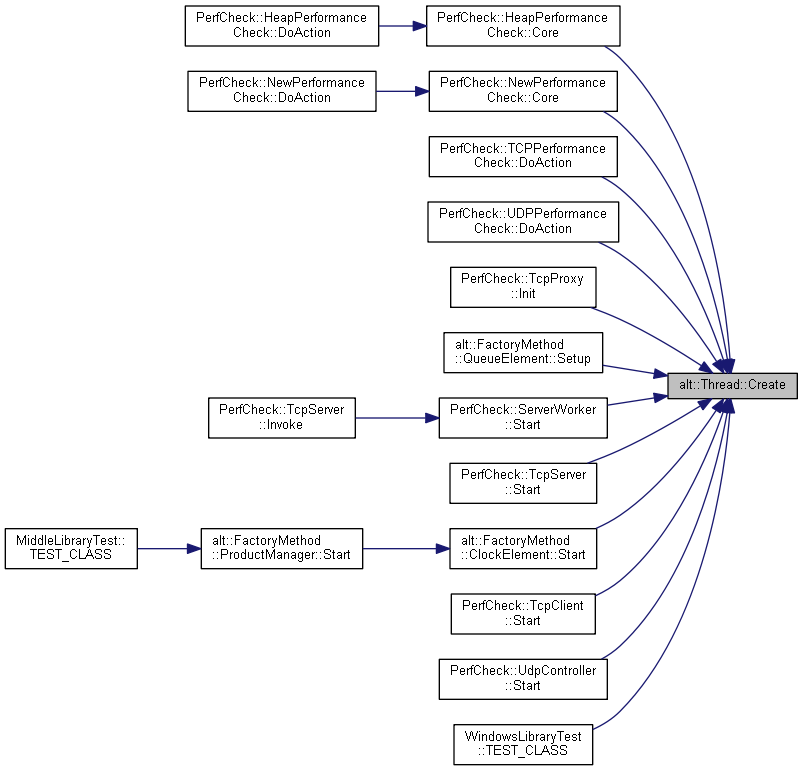 PerfCheck::HeapPerformance
Check::DoAction
PerfCheck::HeapPerformance
Check::Core
PerfCheck::NewPerformance
Check::DoAction
PerfCheck::NewPerformance
Check::Core
PerfCheck::TCPPerformance
Check::DoAction
PerfCheck::UDPPerformance
Check::DoAction
PerfCheck::TcpProxy
::Init
alt::FactoryMethod
::QueueElement::Setup
alt::Thread::Create
PerfCheck::TcpServer
::Invoke
PerfCheck::ServerWorker
::Start
PerfCheck::TcpServer
::Start
MiddleLibraryTest::
TEST_CLASS
alt::FactoryMethod
::ProductManager::Start
alt::FactoryMethod
::ClockElement::Start
PerfCheck::TcpClient
::Start
PerfCheck::UdpController
::Start
WindowsLibraryTest
::TEST_CLASS